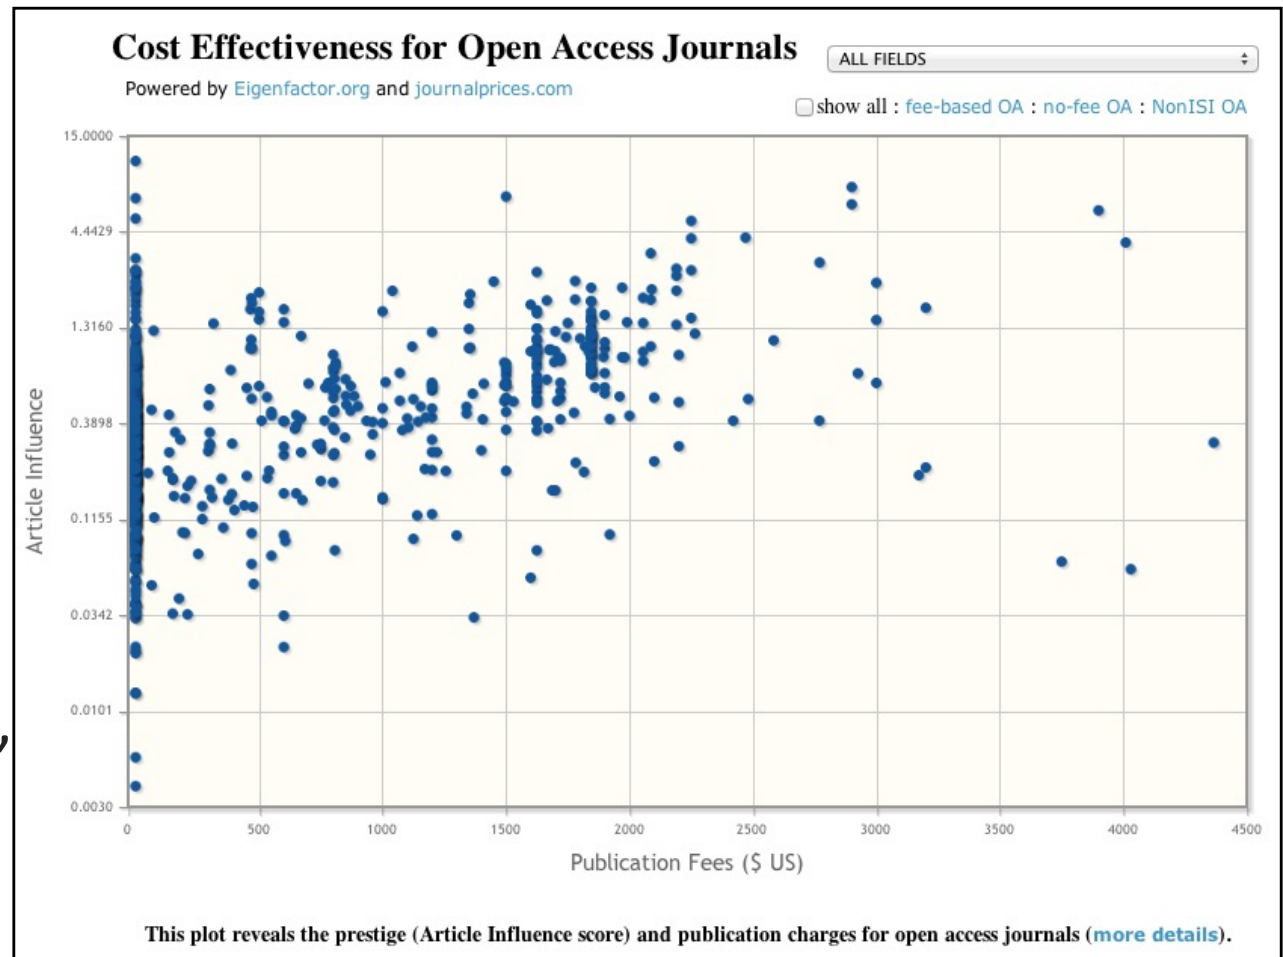 Cost Effectiveness for Open Access Journals
ALL FIELDS
Powered by Eigenfactor.org and journalprices.com
show all : fee-based OA : no-fee OA : NonISI OA
15.0000
4.4429
1.3160
0.3898
0.1155
0.0342
0.0101
0.0030
Article Influence
0 500 1000 1500 2000 2500 3000 3500 4000 4500
Publication Fees ($ US)
This plot reveals the prestige (Article Influence score) and publication charges for open access journals (more details).